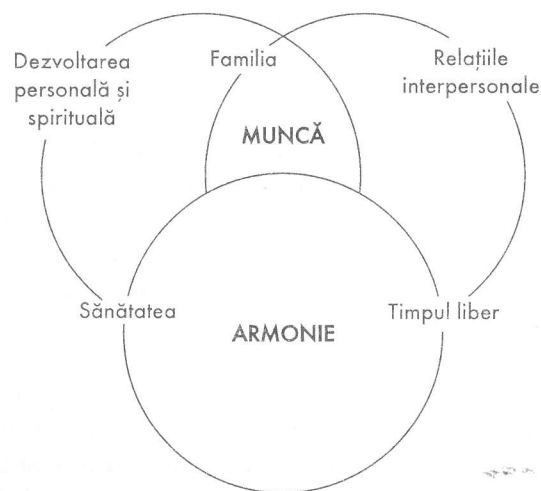 Dezvoltarea
personală și
spirituală
Familia
Relațiile
interpersonale
MUNCĂ
Sănătatea
Timpul liber
ARMONIE